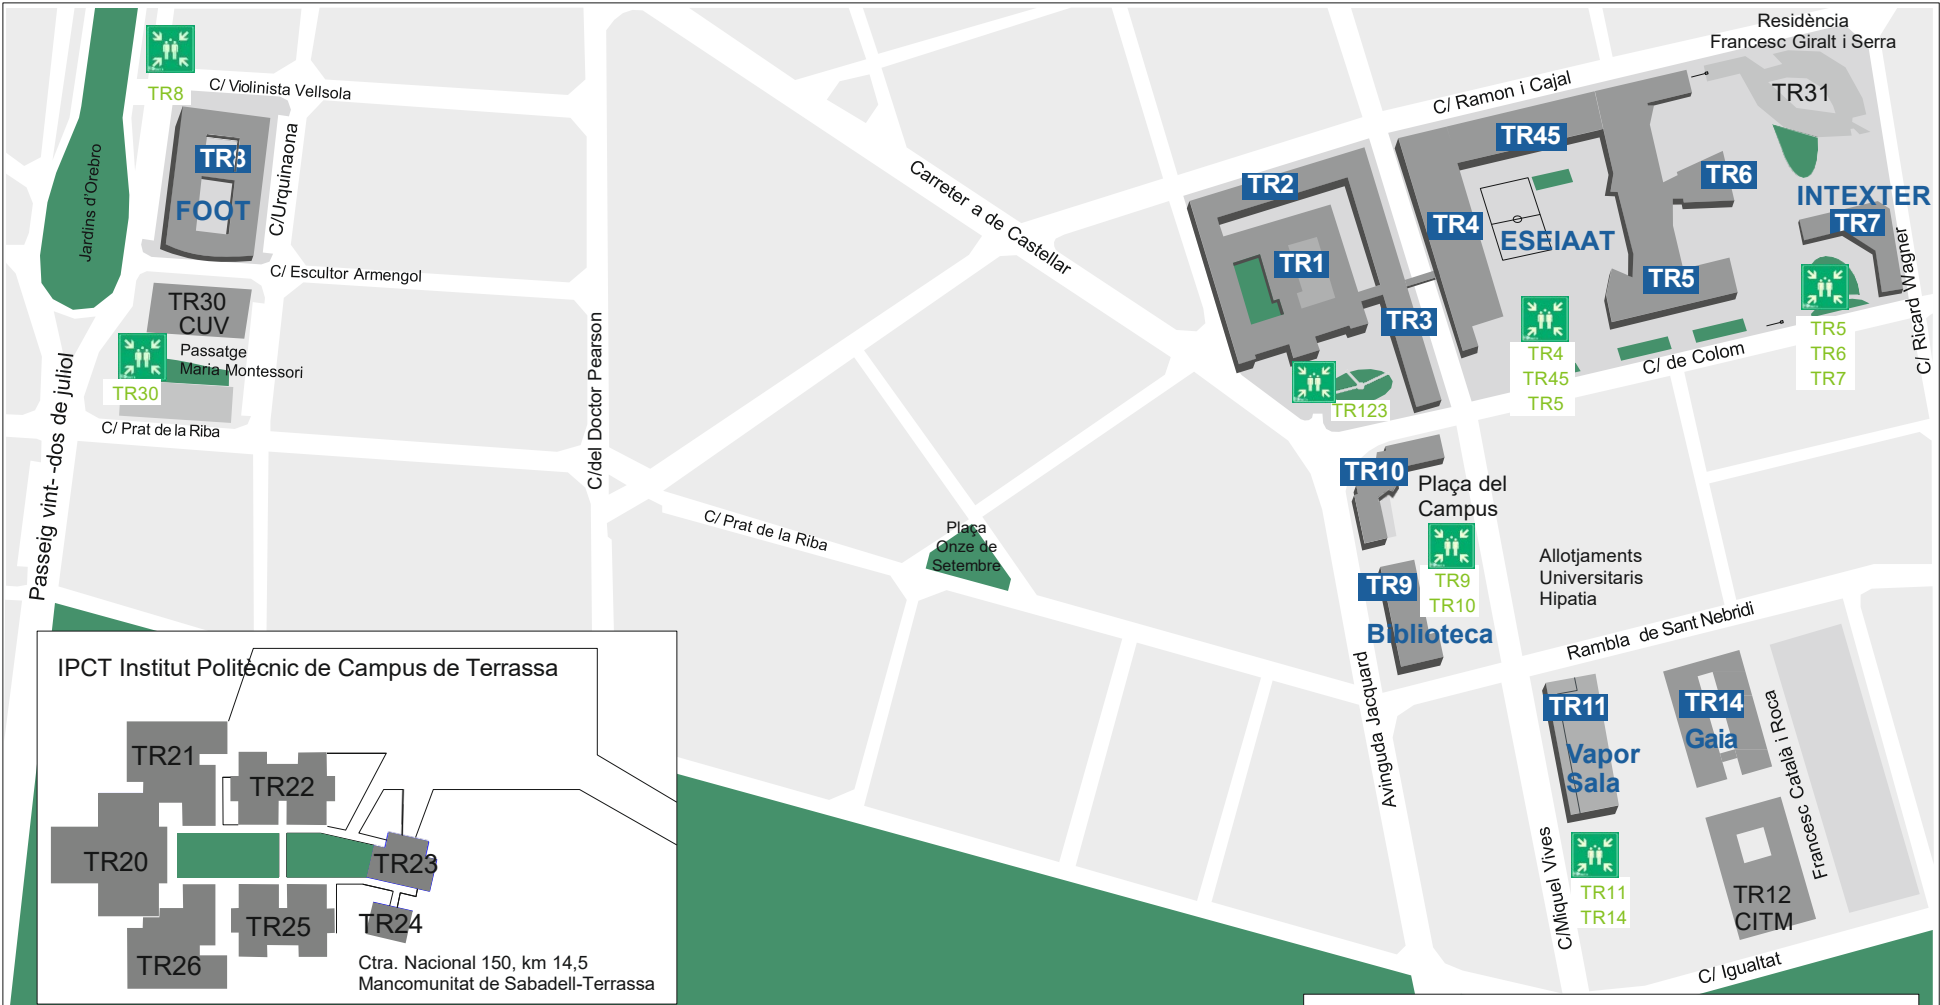 Residència
Francesc Giralt i Serra
TR8
C/ Violinista Vellsola
C/ Ramon i Cajal
TR31
Jardins d'Orebro
TR8
FOOT
C/Urquinaona
Carreter a de Castellar
TR2
TR1
TR3
TR45
TR4
ESEIAAT
TR6
TR5
INTEXTER
TR7
C/ Ricard Wagner
C/ Escultor Armengol
TR30
CUV
Passatge
Maria Montessori
TR30
C/ Prat de la Riba
Passeig vint- -dos de juliol
C/del Doctor Pearson
TR123
TR4
TR45
TR5
C/ de Colom
TR5
TR6
TR7
TR10
Plaça del
Campus
TR9
TR10
TR9
Biblioteca
C/ Prat de la Riba
Plaça
Onze de
Setembre
Allotjaments
Universitaris
Hipatia
Rambla de Sant Nebridi
Avinguda Jacquard
TR11
Vapor
Sala
TR14
Gaia
Francesc Català i Roca
C/Miquel Vives
TR11
TR14
TR12
CITM
C/ Igualtat
IPCT Institut Politècnic de Campus de Terrassa
TR21
TR22
TR20
TR23
TR25
TR24
TR26
Ctra. Nacional 150, km 14,5
Mancomunitat de Sabadell-Terrassa